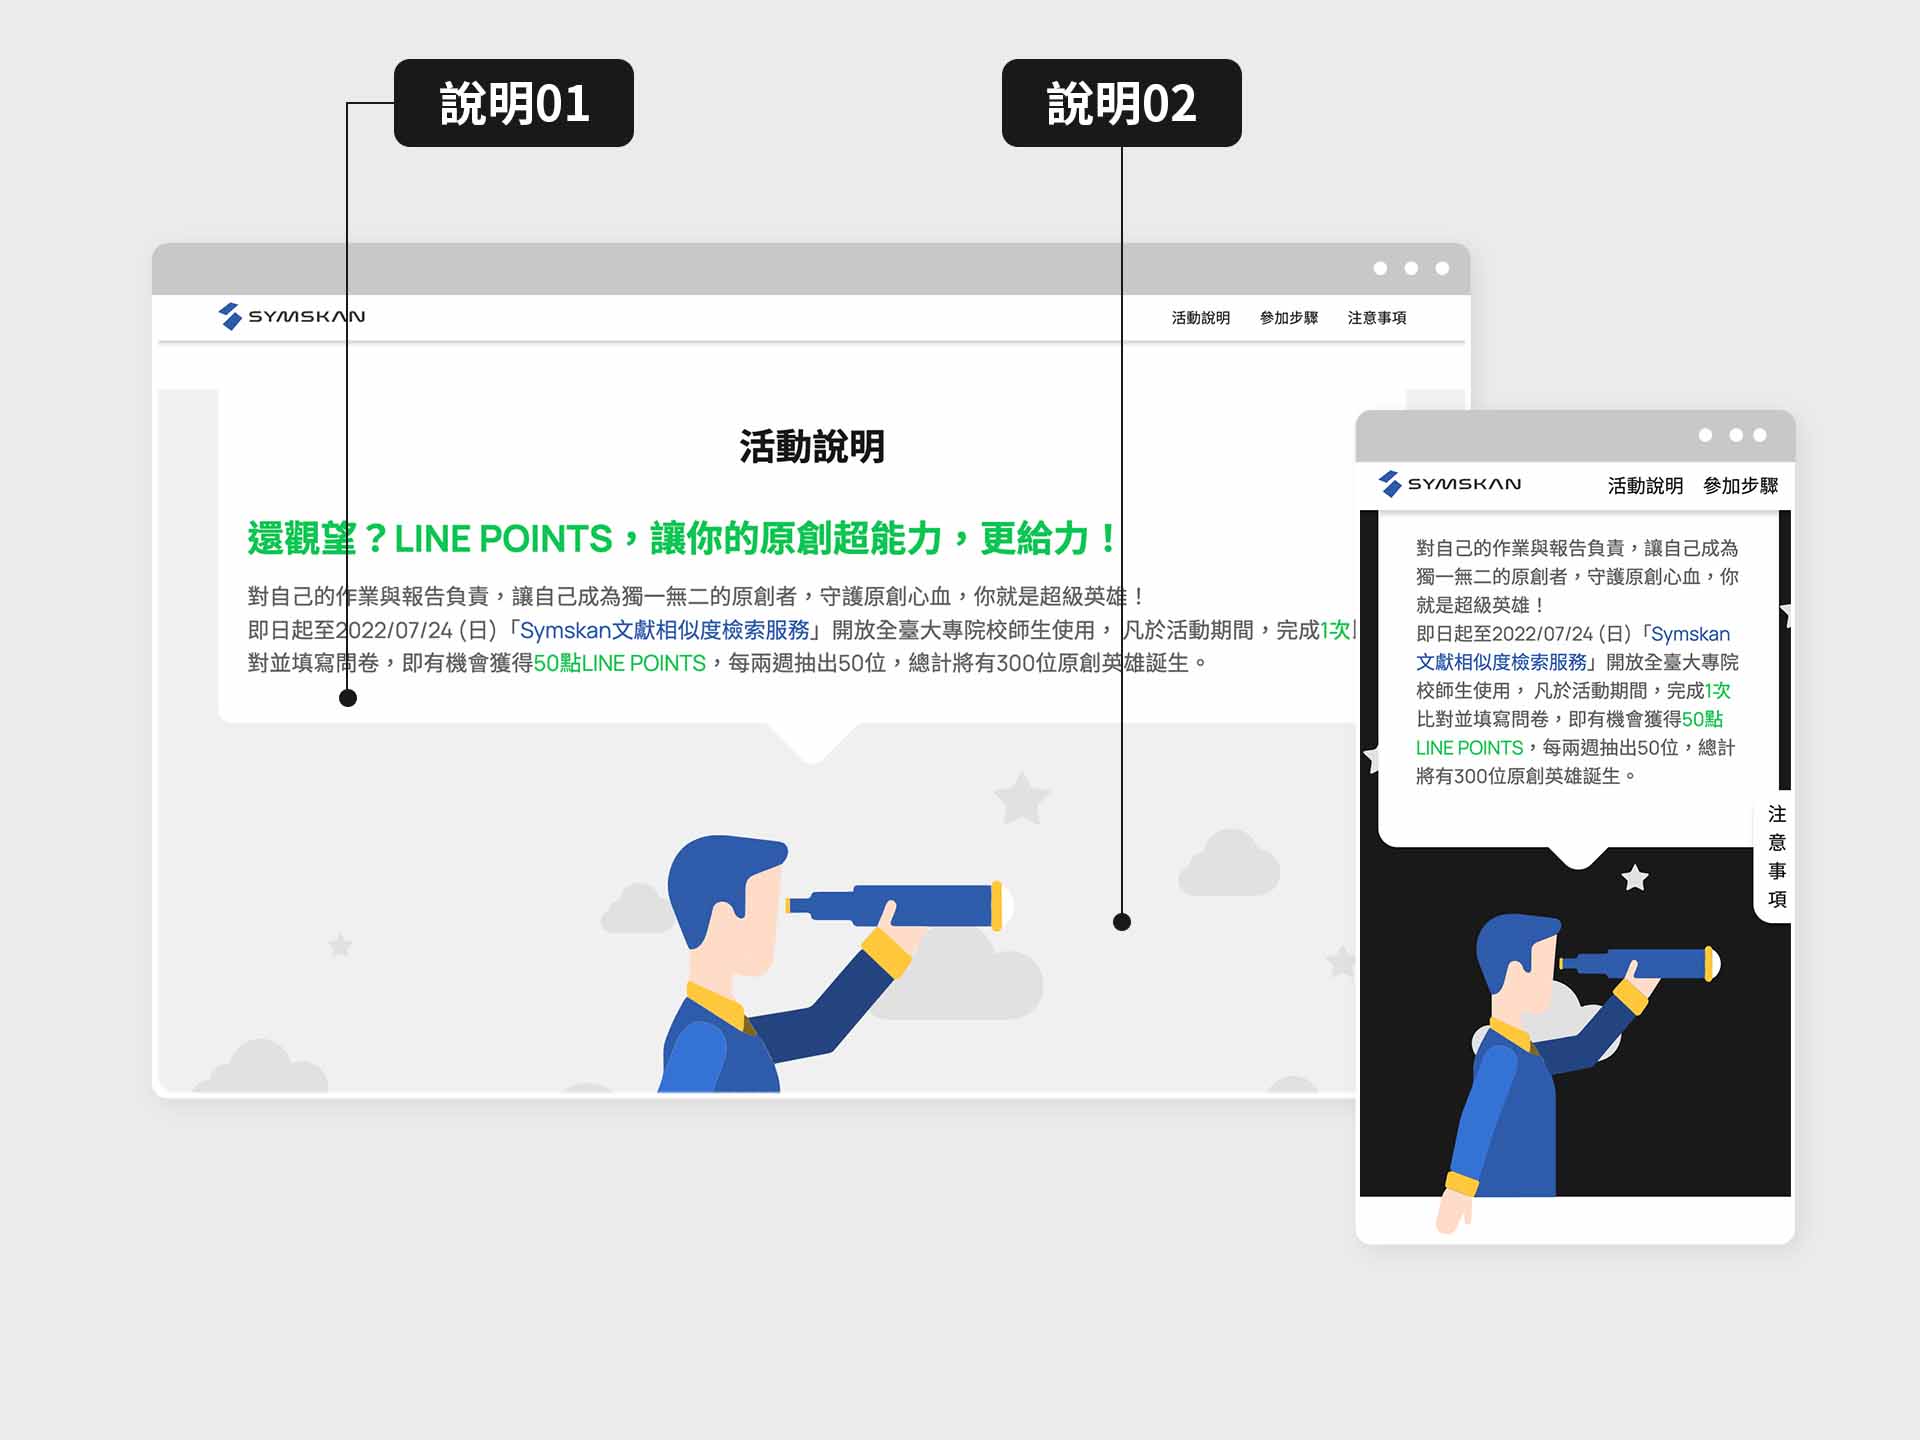 說明01
說明02
SYMSKAN
活動說明 參加步驟 注意事項
活動說明
還觀望？LINE POINTS，讓你的原創超能力，更給力！
對自己的作業與報告負責，讓自己成為獨一無二的原創者，守護原創心血，你就是超級英雄！
即日起至2022/07/24 (日)「Symskan文獻相似度檢索服務」開放全臺大專院校師生使用， 凡於活動期間，完成1次
對並填寫問卷，即有機會獲得50點LINE POINTS，每兩週抽出50位，總計將有300位原創英雄誕生。
SYMSKAN
活動說明 參加步驟
對自己的作業與報告負責，讓自己成為
獨一無二的原創者，守護原創心血，你
就是超級英雄！
即日起至2022/07/24 (日)「Symskan
文獻相似度檢索服務」開放全臺大專院
校師生使用， 凡於活動期間，完成1次
比對並填寫問卷，即有機會獲得50點
LINE POINTS，每兩週抽出50位，總計
將有300位原創英雄誕生。
注意事項